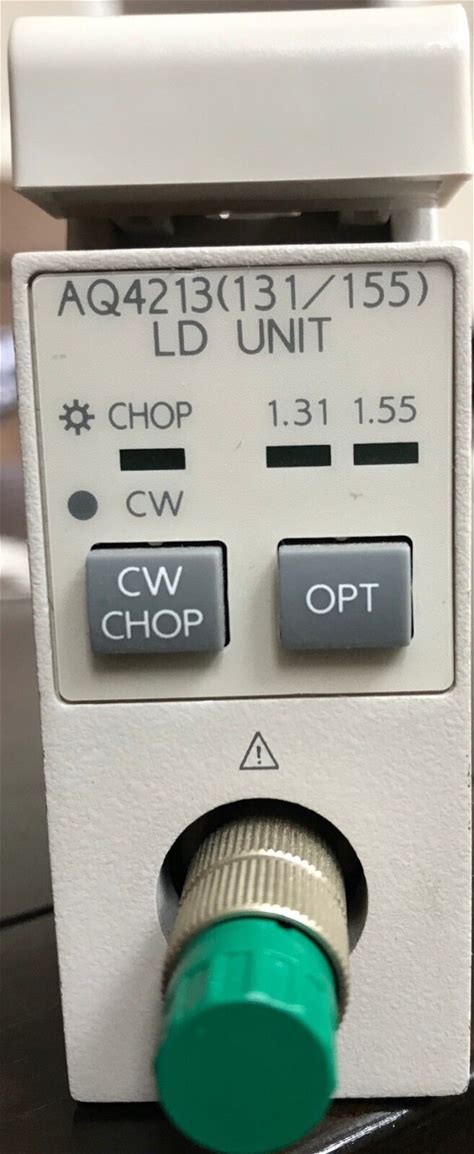 AQ4213(131/155)
LD UNIT
CHOP 1.31 1.55
CW
CW
CHOP
OPT